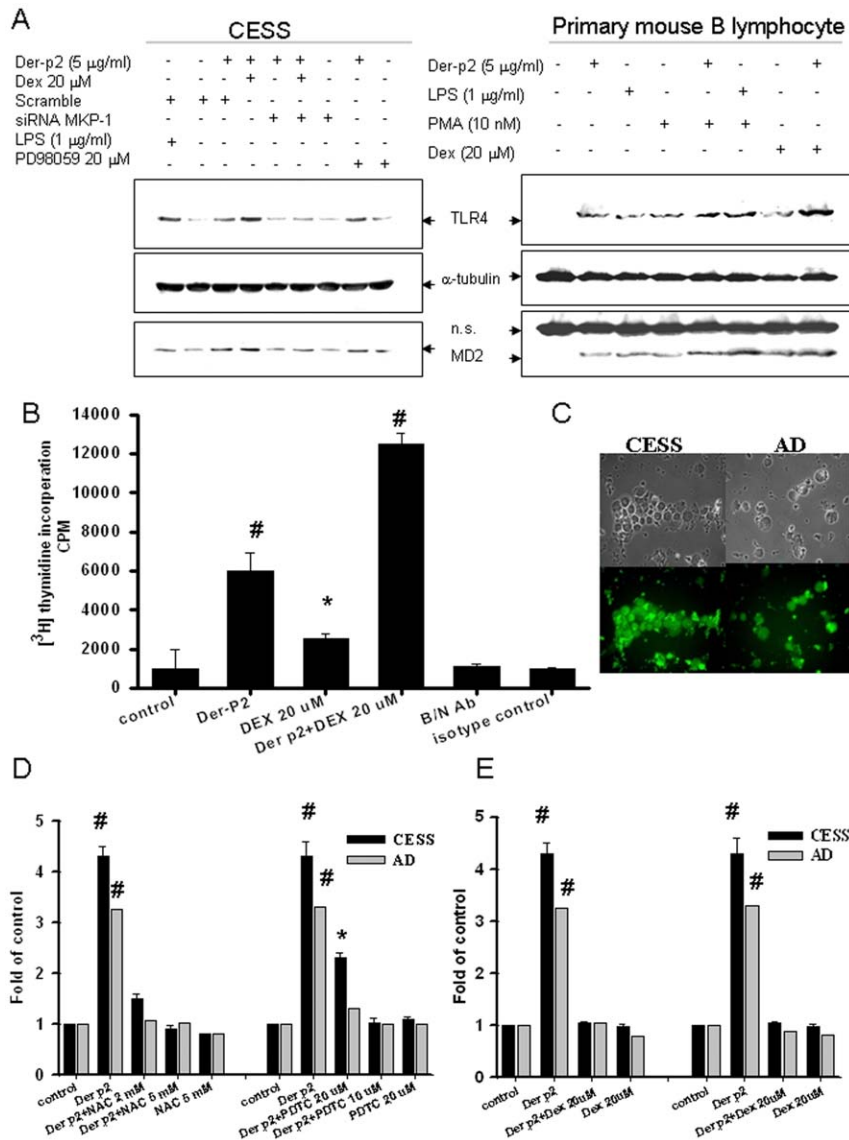 A
CESS
Der-p2 (5 µg/ml) - - + + - + - + -
Dex 20 µM - - - + - + - - -
Scramble + + + - - - - - -
siRNA MKP-1 - - - - + + + - -
LPS (1 µg/ml) + - - - - - - - -
PD98059 20 µM - - - - - - - + +
Primary mouse B lymphocyte
Der-p2 (5 µg/ml) - + - - + - - +
LPS (1 µg/ml) - - + - - + - -
PMA (10 nM) - - - + + + - -
Dex (20 µM) - - - - - - + +
TLR4
α-tubulin
n.s.
MD2
B
[³H] thymidine incorperation
CPM
14000
12000
10000
8000
6000
4000
2000
0
#
*
#
control
Der-P2
DEX 20 uM
Der p2+DEX 20 uM
B/N Ab
isotype control
C
CESS AD
D
Fold of control
5
4
3
2
1
0
#
#
#
#
*
CESS
AD
control
Der p2
Der p2+NAC 2 mM
Der p2+NAC 5 mM
NAC 5 mM
control
Der p2
Der p2+PDTC 20 uM
Der p2+PDTC 10 uM
PDTC 20 uM
E
Fold of control
5
4
3
2
1
0
#
#
#
#
CESS
AD
control
Der p2
Der p2+Dex 20uM
Dex 20uM
control
Der p2
Der p2+Dex 20uM
Dex 20uM